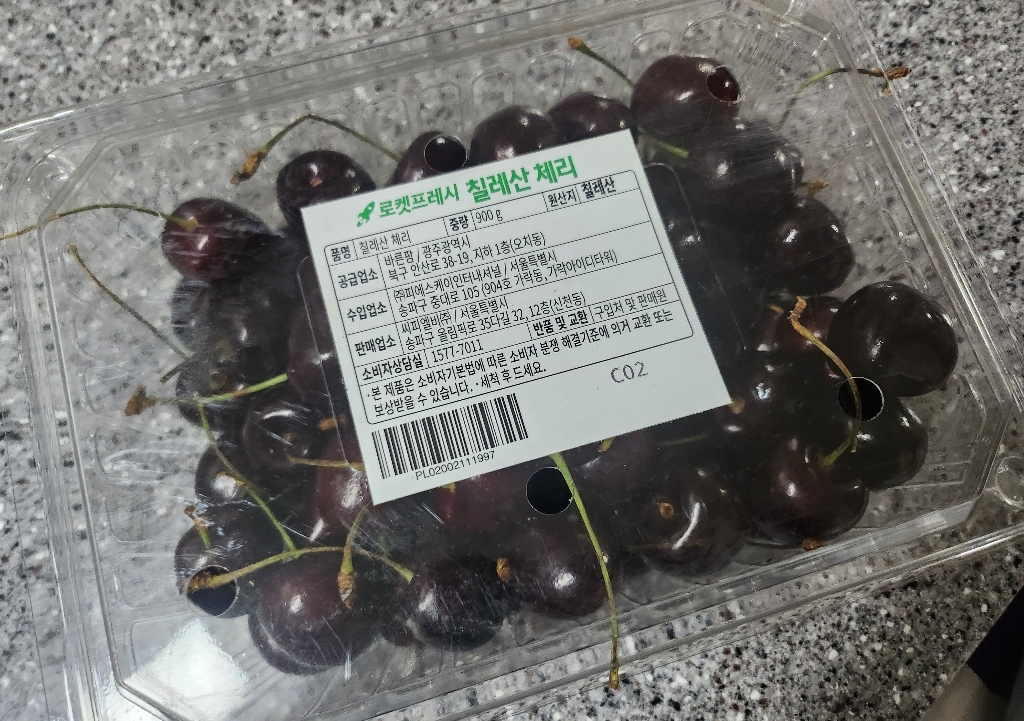 로켓프레시 칠레산 체리
품명 칠레산 체리 중량 900 g 원산지 칠레산
공급업소 바른팜 / 광주광역시
북구 안산로 38-19, 지하 1층(오치동)
수입업소 ㈜피에스케이인터내셔널 / 서울특별시
송파구 중대로 105 (904호 가락동, 가락아이디타워)
판매업소 씨피엘비㈜ / 서울특별시
송파구 올림픽로 35다길 32, 12층(신천동)
소비자상담실 1577-7011 반품 및 교환 구입처 및 판매원
·본 제품은 소비자기본법에 따른 소비자 분쟁 해결기준에 의거 교환 또는
보상받을 수 있습니다. ·세척 후 드세요.
C02
PL02002111997